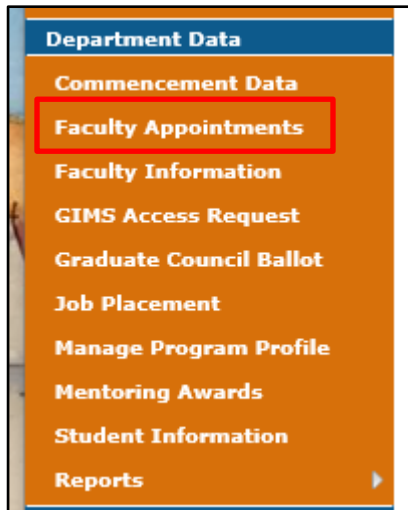 Department Data
Commencement Data
Faculty Appointments
Faculty Information
GIMS Access Request
Graduate Council Ballot
Job Placement
Manage Program Profile
Mentoring Awards
Student Information
Reports